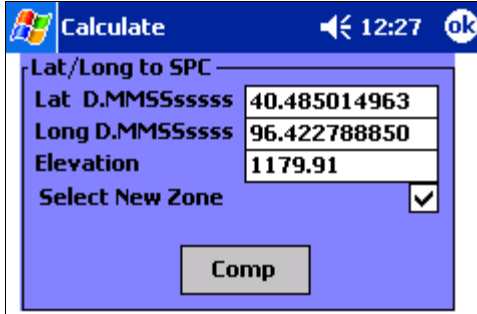 Calculate 12:27 ok
Lat/Long to SPC
Lat D.MMSSsssss 40.485014963
Long D.MMSSssss 96.422788850
Elevation 1179.91
Select New Zone
Comp